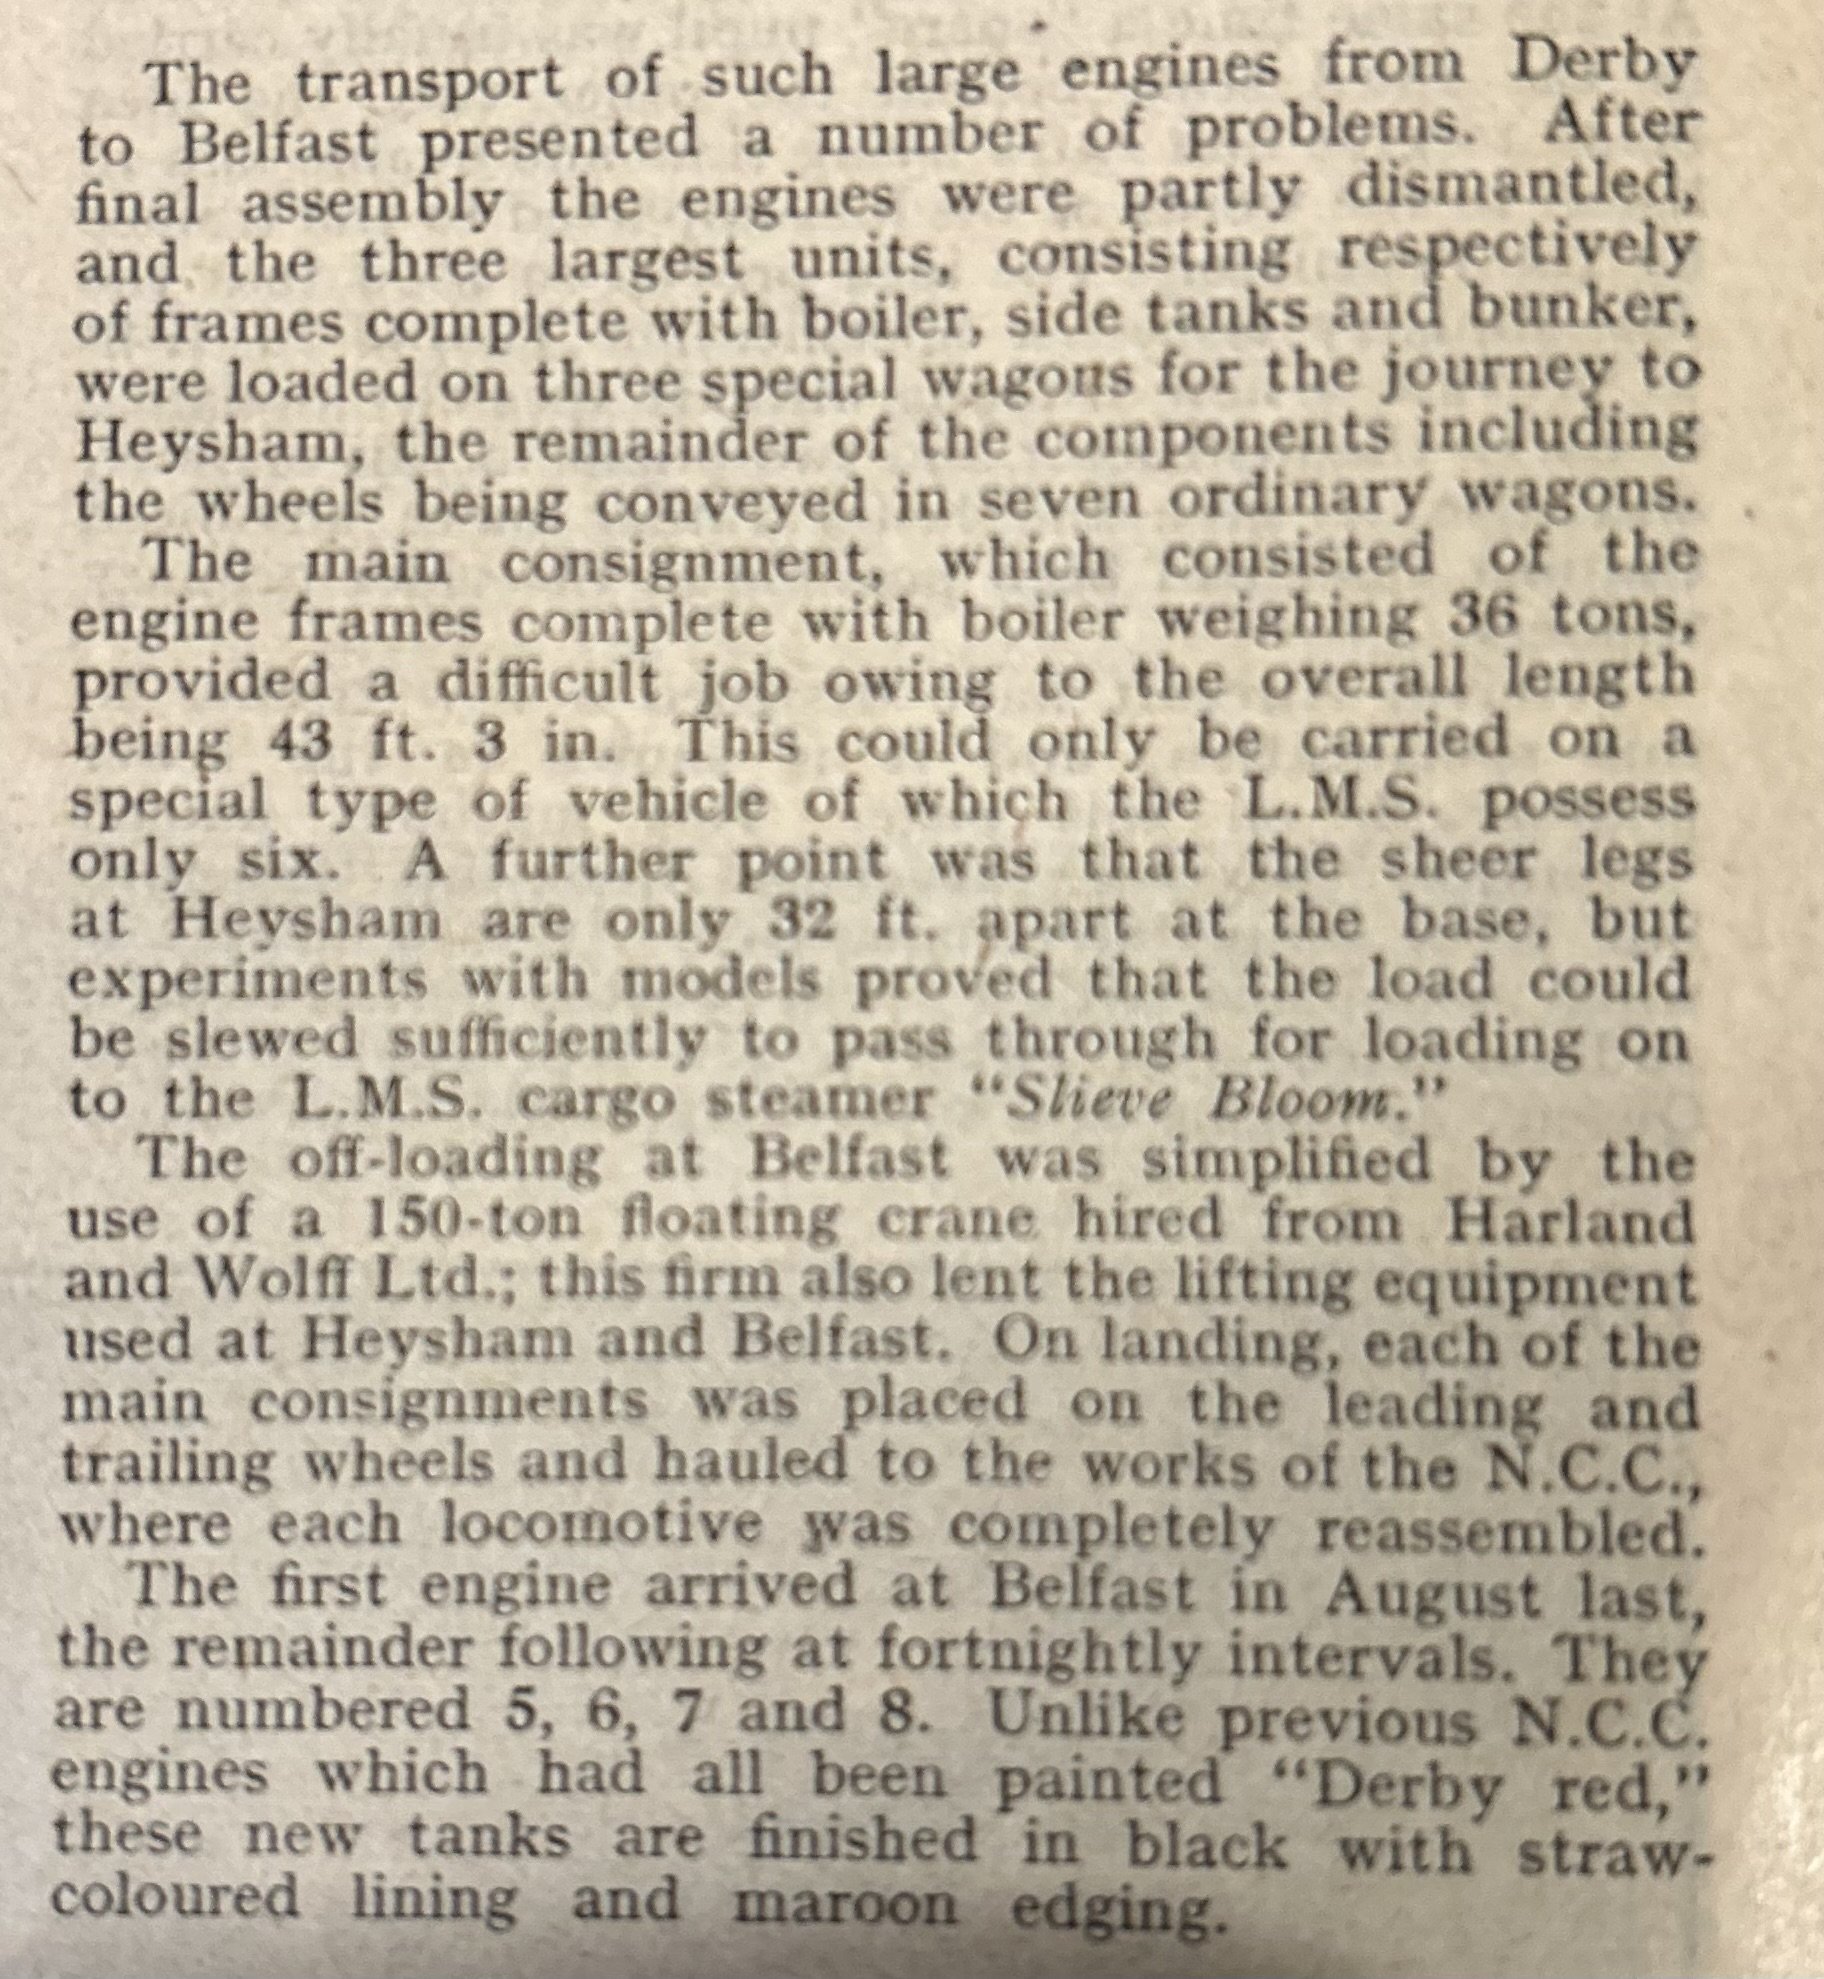 The transport of such large engines from Derby
to Belfast presented a number of problems. After
final assembly the engines were partly dismantled,
and the three largest units, consisting respectively
of frames complete with boiler, side tanks and bunker,
were loaded on three special wagons for the journey to
Heysham, the remainder of the components including
the wheels being conveyed in seven ordinary wagons.
The main consignment, which consisted of the
engine frames complete with boiler weighing 36 tons,
provided a difficult job owing to the overall length
being 43 ft. 3 in. This could only be carried on a
special type of vehicle of which the L.M.S. possess
only six. A further point was that the sheer legs
at Heysham are only 32 ft. apart at the base, but
experiments with models proved that the load could
be slewed sufficiently to pass through for loading on
to the L.M.S. cargo steamer “Slieve Bloom.”
The off-loading at Belfast was simplified by the
use of a 150-ton floating crane hired from Harland
and Wolff Ltd.; this firm also lent the lifting equipment
used at Heysham and Belfast. On landing, each of the
main consignments was placed on the leading and
trailing wheels and hauled to the works of the N.C.C.,
where each locomotive was completely reassembled.
The first engine arrived at Belfast in August last,
the remainder following at fortnightly intervals. They
are numbered 5, 6, 7 and 8. Unlike previous N.C.C.
engines which had all been painted “Derby red,”
these new tanks are finished in black with straw-
coloured lining and maroon edging.